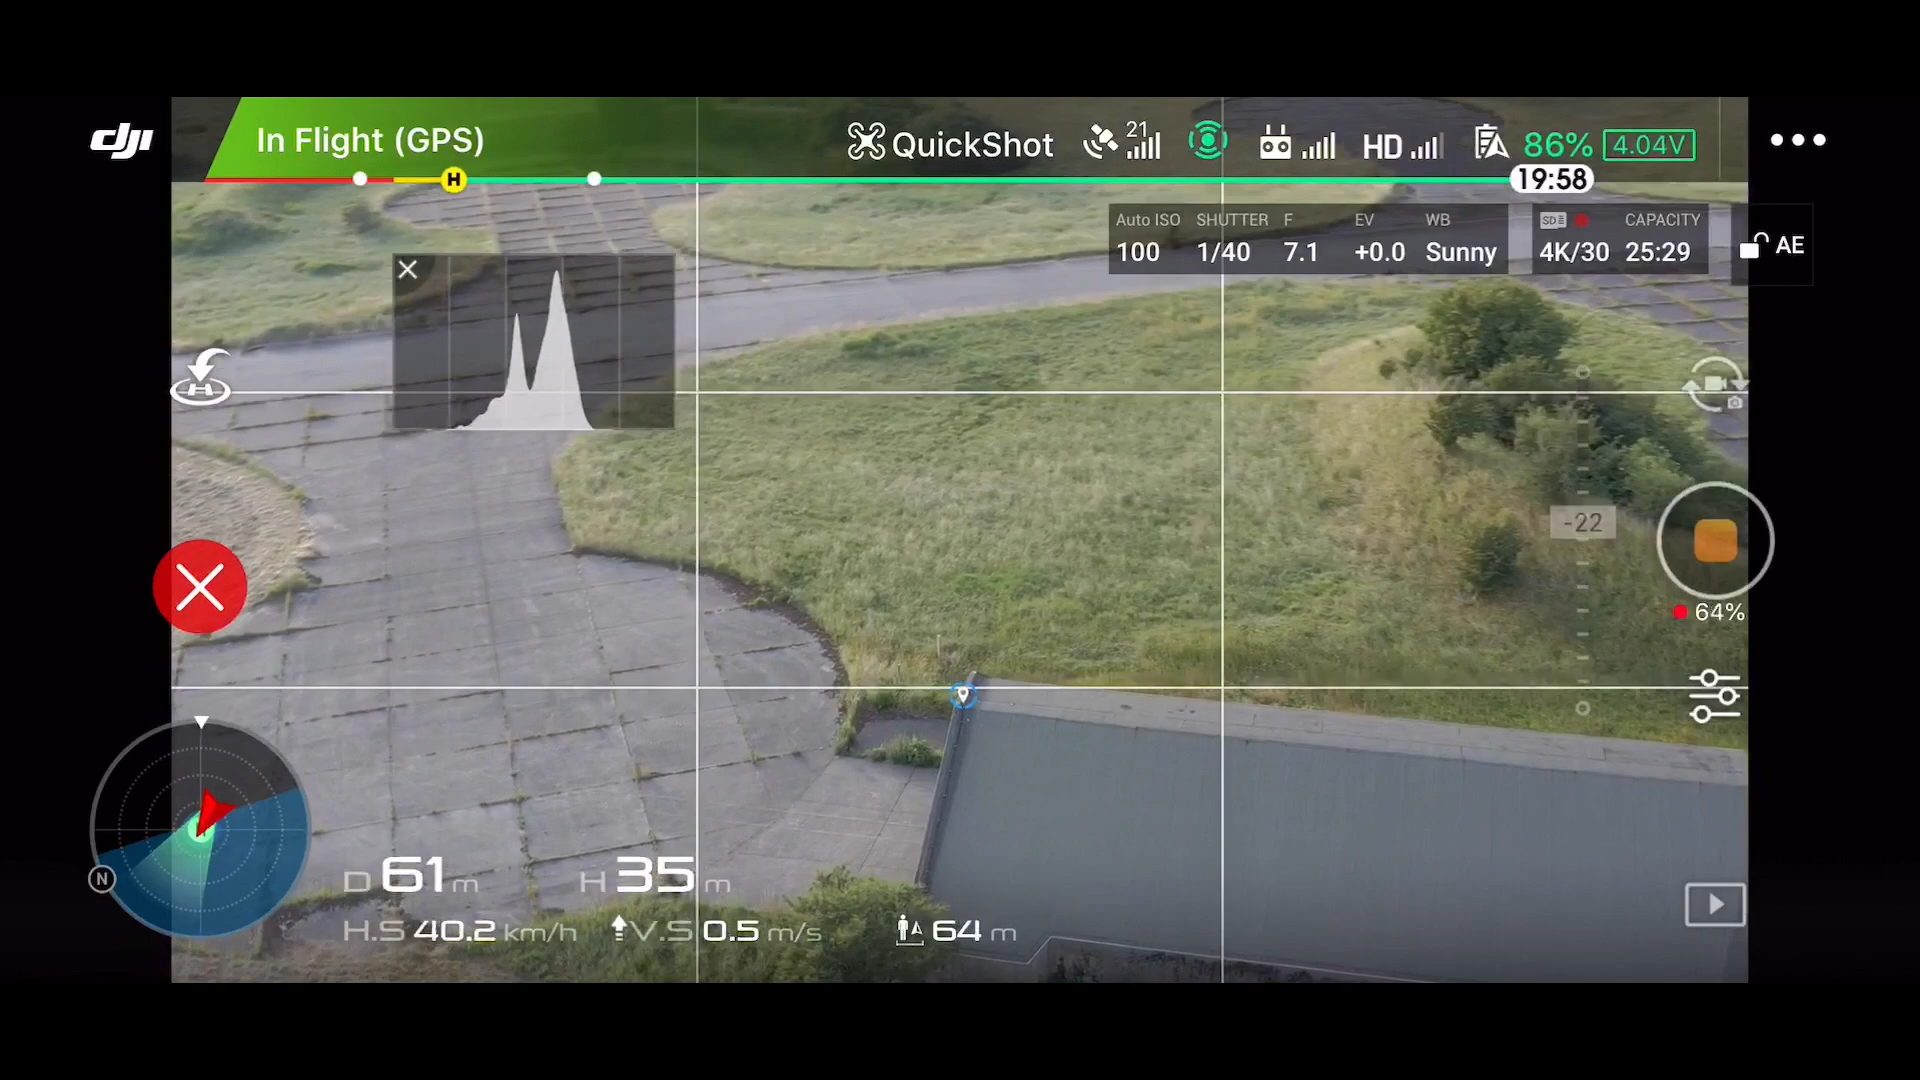 dji
In Flight (GPS)
QuickShot
21
HD
86%
4.04V
H
19:58
Auto ISO SHUTTER F EV WB
100 1/40 7.1 +0.0 Sunny
SD CAPACITY
4K/30 25:29
AE
H
-22
64%
N
D 61 m H 35 m
H.S 40.2 km/h V.S 0.5 m/s 64 m